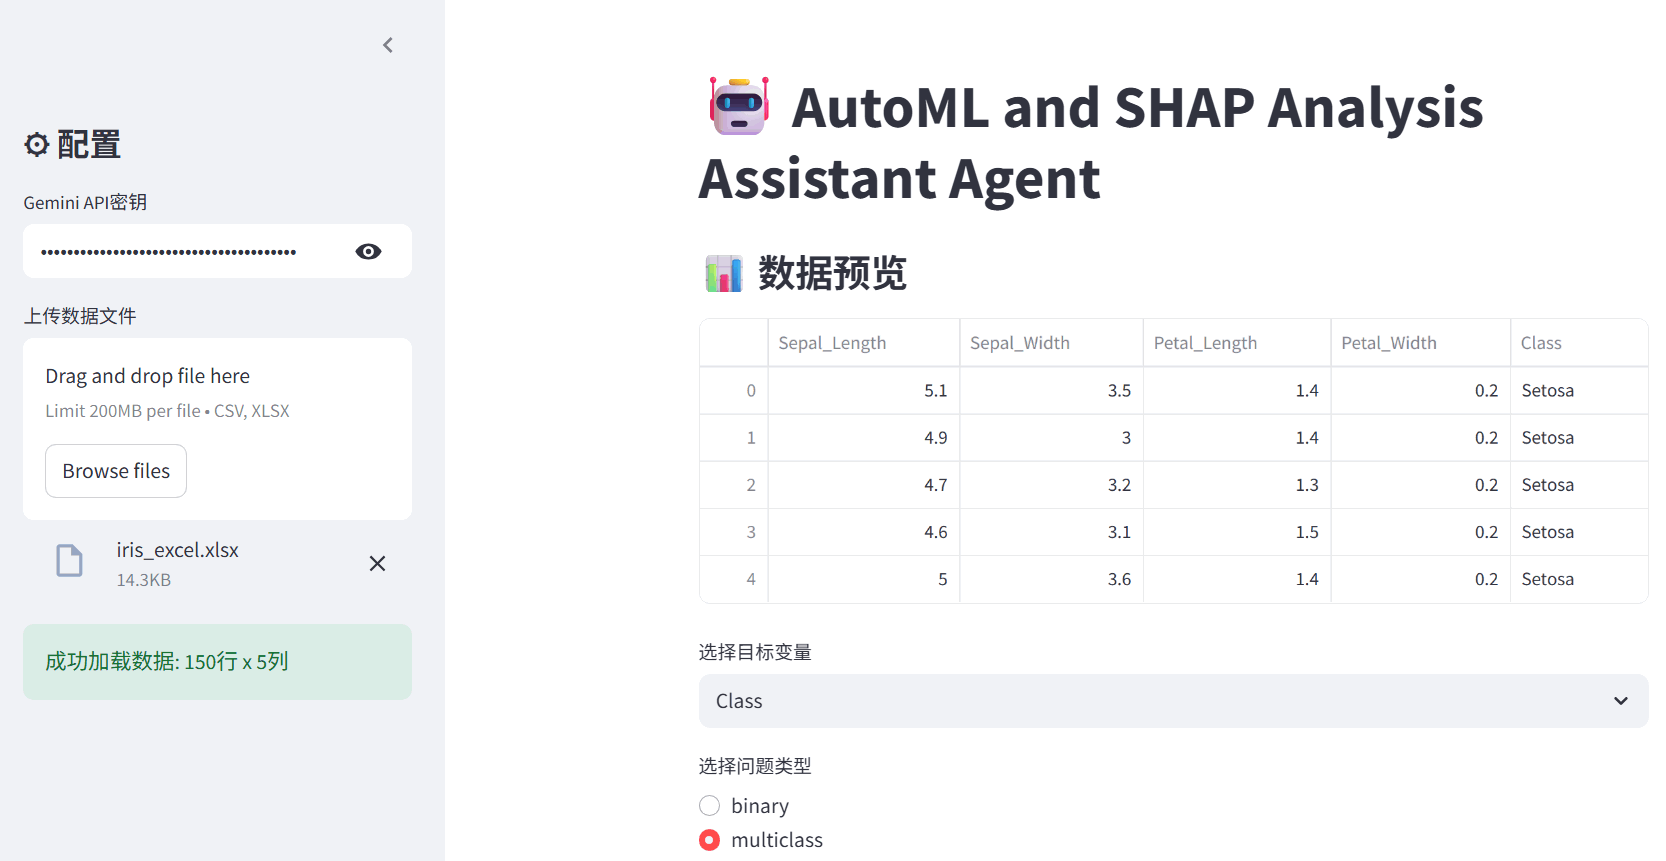 配置
Gemini API密钥
••••••••••••••••••••••••••••••••••••••
上传数据文件
Drag and drop file here
Limit 200MB per file • CSV, XLSX
Browse files
iris_excel.xlsx
14.3KB
成功加载数据: 150行 x 5列
AutoML and SHAP Analysis
Assistant Agent
数据预览
Sepal_Length Sepal_Width Petal_Length Petal_Width Class
0 5.1 3.5 1.4 0.2 Setosa
1 4.9 3 1.4 0.2 Setosa
2 4.7 3.2 1.3 0.2 Setosa
3 4.6 3.1 1.5 0.2 Setosa
4 5 3.6 1.4 0.2 Setosa
选择目标变量
Class
选择问题类型
binary
multiclass